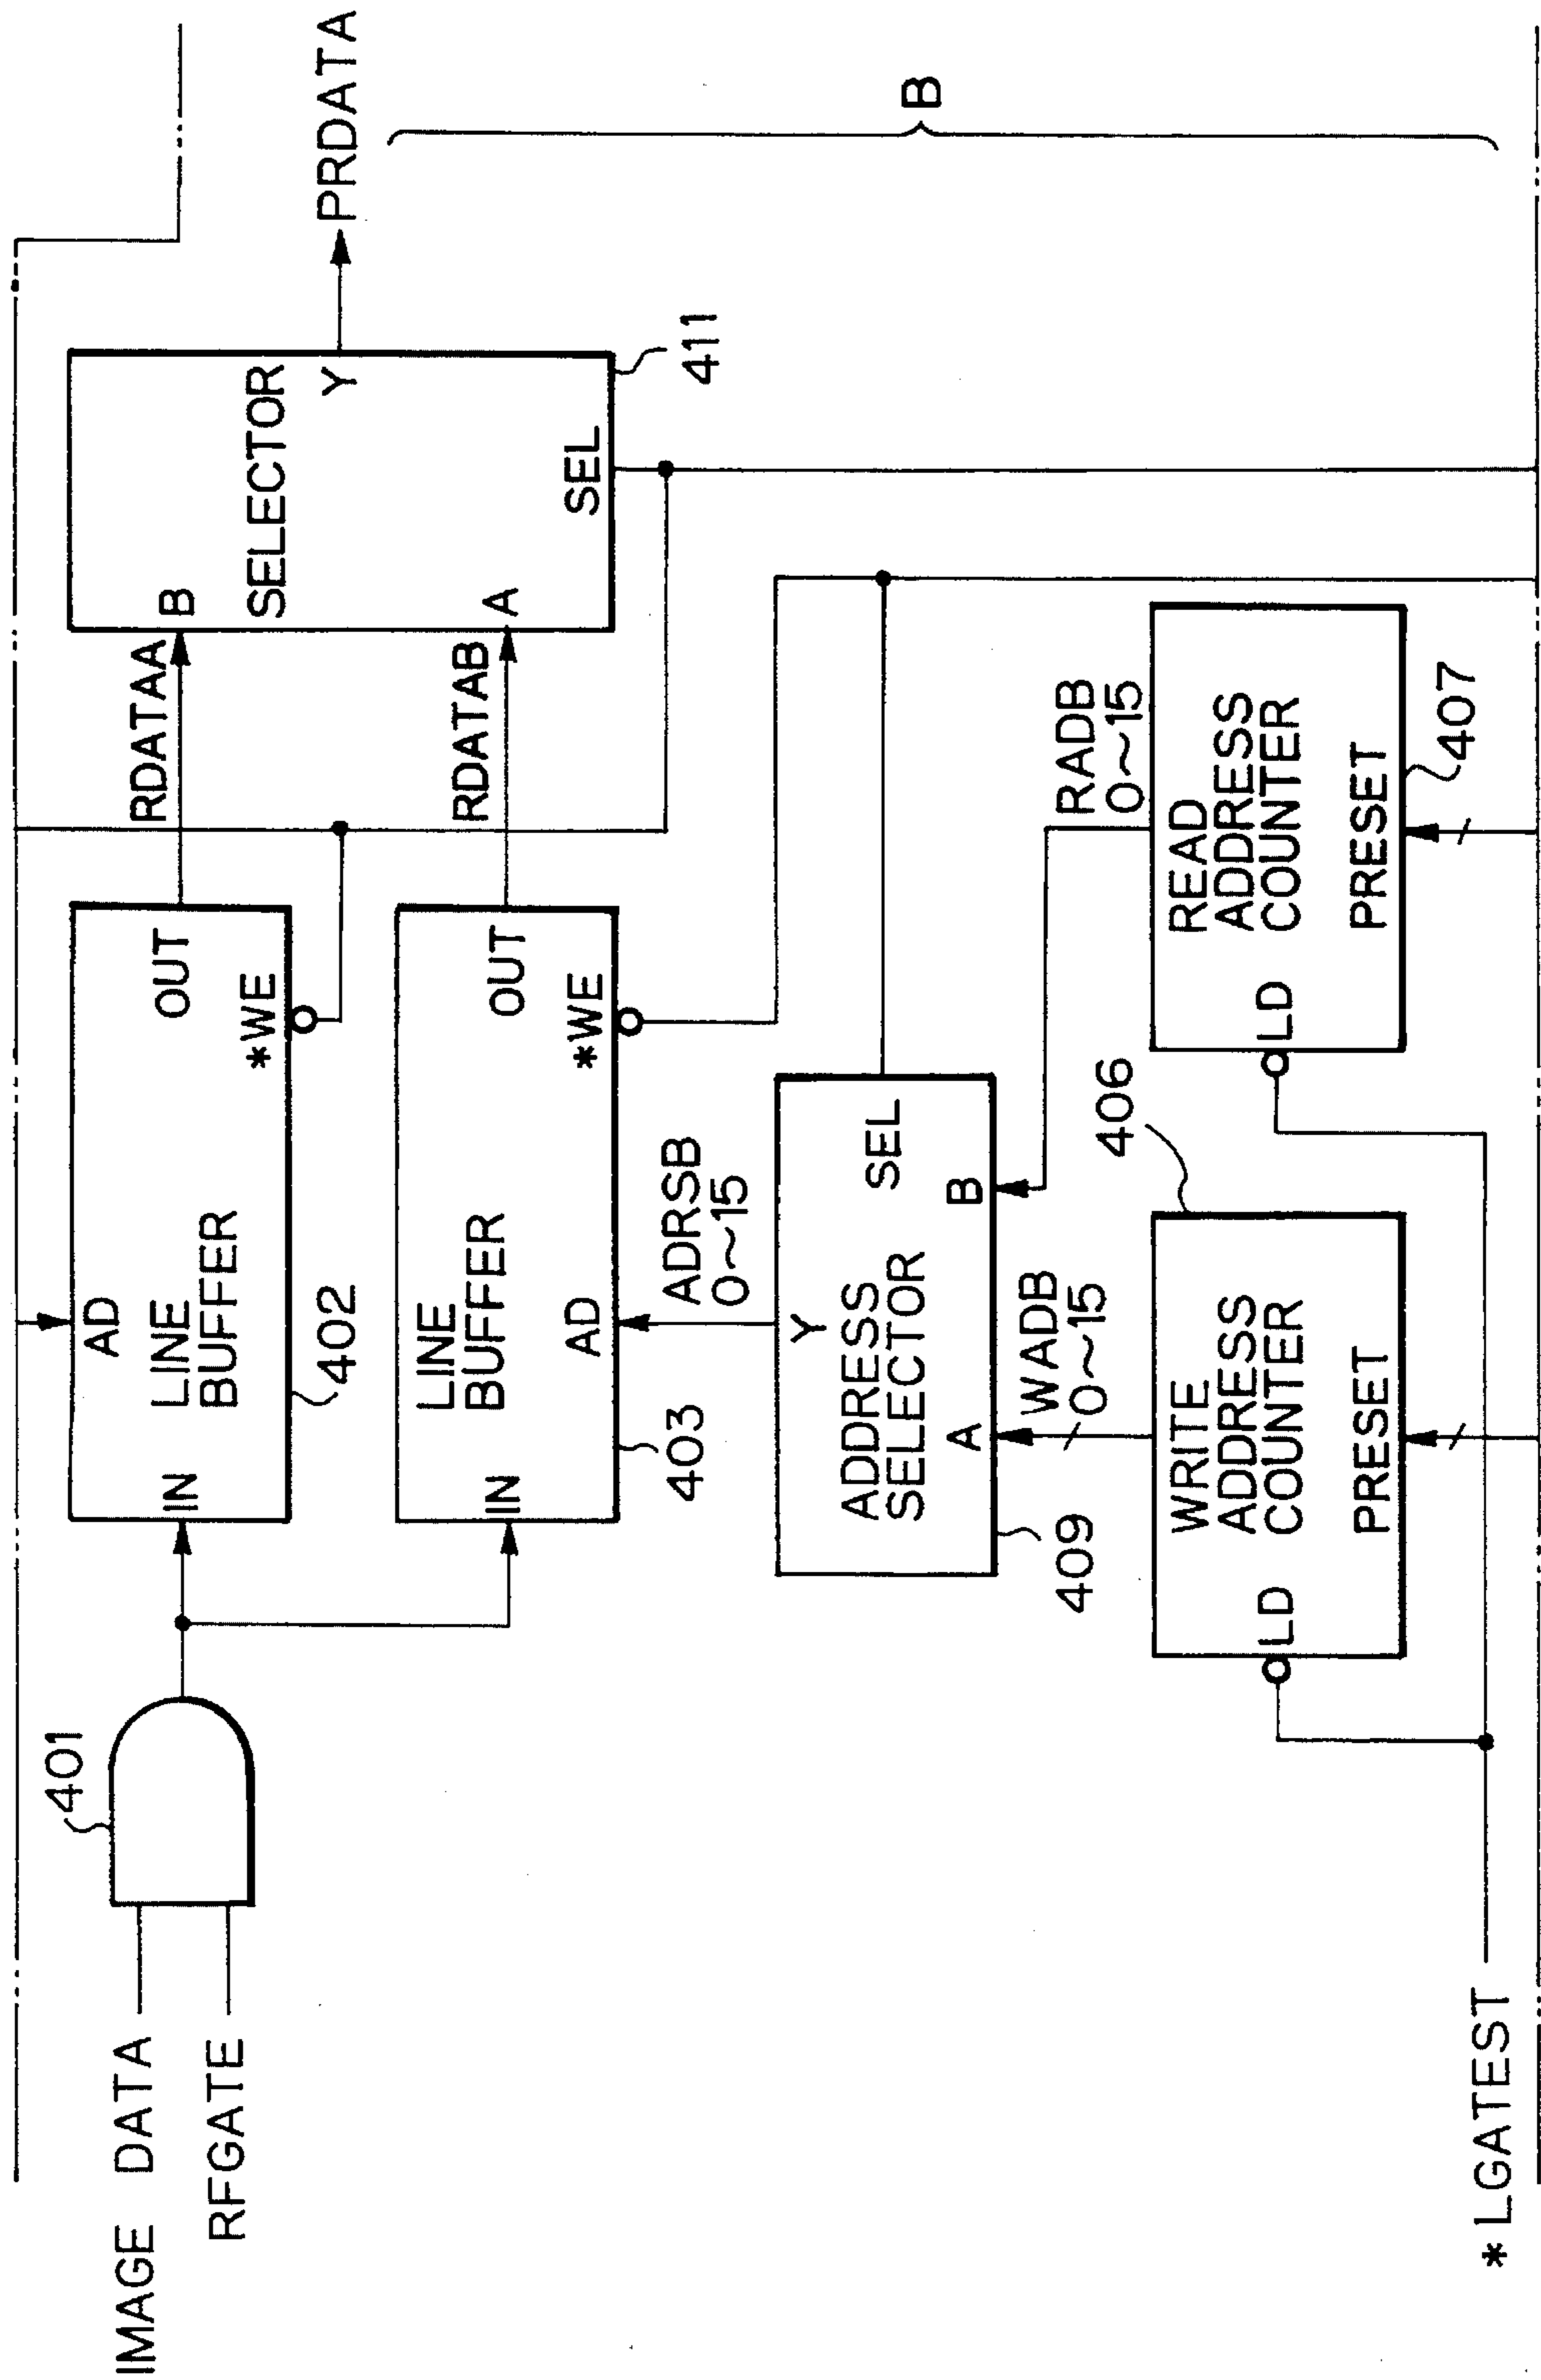 401
IMAGE DATA
RFGATE
IN
AD
LINE
BUFFER
OUT
*WE
402
RDATAA
B
SELECTOR
Y
A
SEL
411
PRDATA
IN
LINE
BUFFER
AD
OUT
*WE
403
RDATAB
ADRSB
0~15
Y
ADDRESS
SELECTOR
SEL
A
B
409
WADB
0~15
RADB
0~15
406
WRITE
ADDRESS
COUNTER
LD
PRESET
READ
ADDRESS
COUNTER
LD
PRESET
407
B
*LGATEST